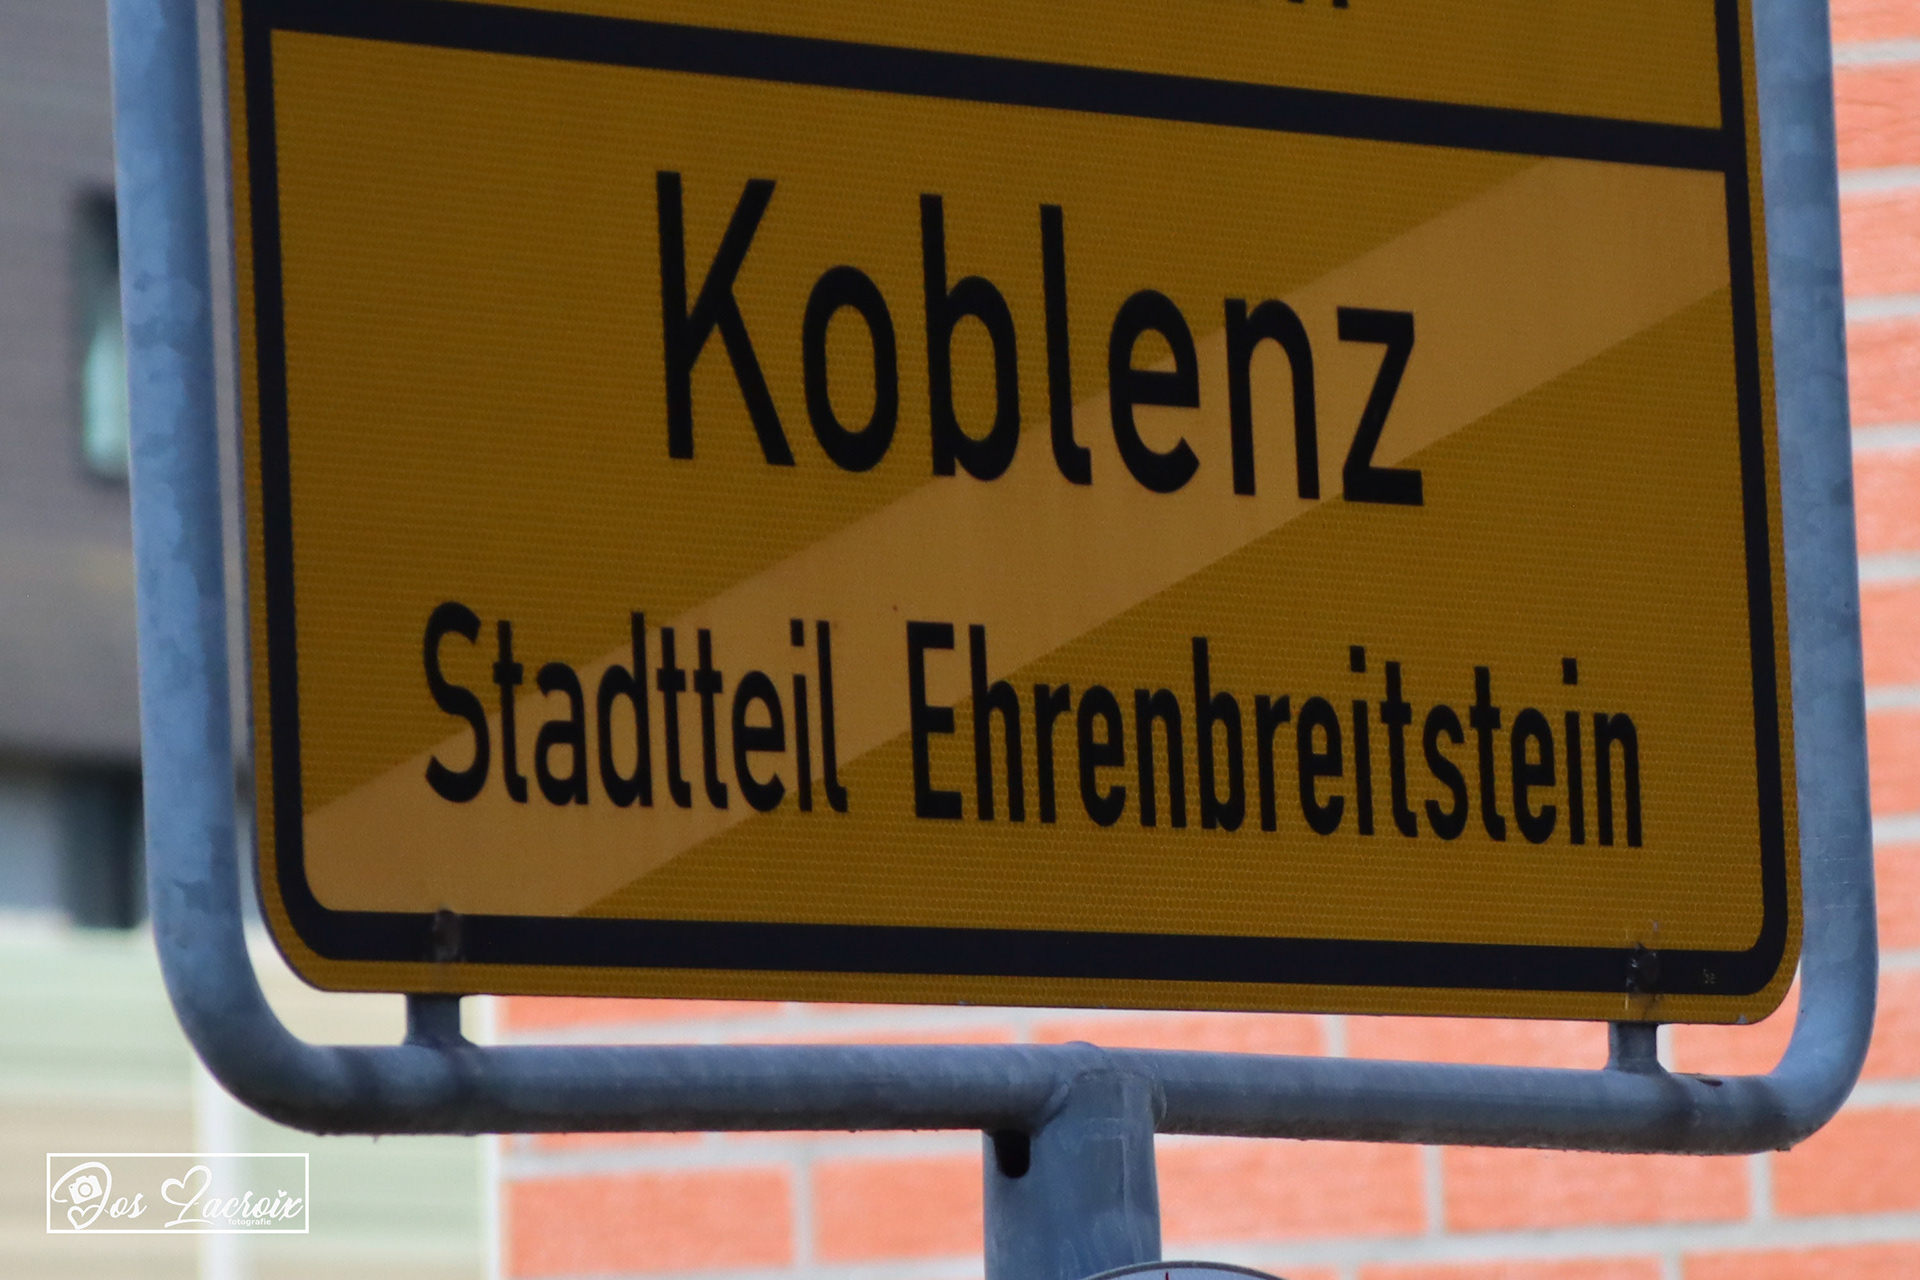 Koblenz
Stadtteil Ehrenbreitstein
Jos Lacroix
fotografie